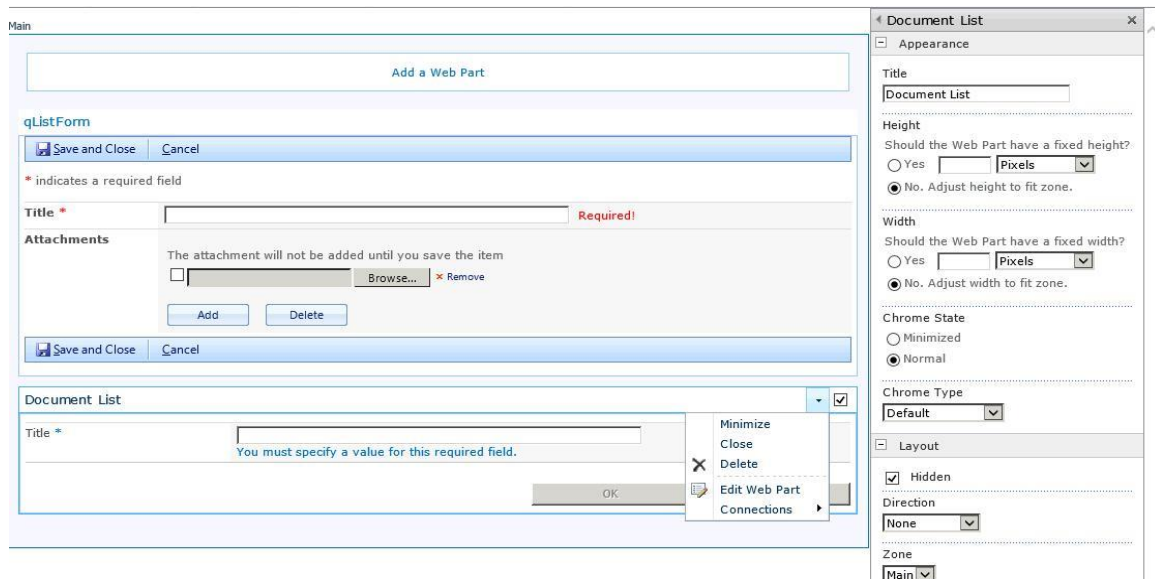 Main
Add a Web Part
qListForm
Save and Close Cancel
* indicates a required field
Title * Required!
Attachments
The attachment will not be added until you save the item
Browse... × Remove
Add Delete
Save and Close Cancel
Document List
Title *
You must specify a value for this required field.
OK
Minimize
Close
Delete
Edit Web Part
Connections
Document List
Appearance
Title
Document List
Height
Should the Web Part have a fixed height?
Yes Pixels
No. Adjust height to fit zone.
Width
Should the Web Part have a fixed width?
Yes Pixels
No. Adjust width to fit zone.
Chrome State
Minimized
Normal
Chrome Type
Default
Layout
Hidden
Direction
None
Zone
Main